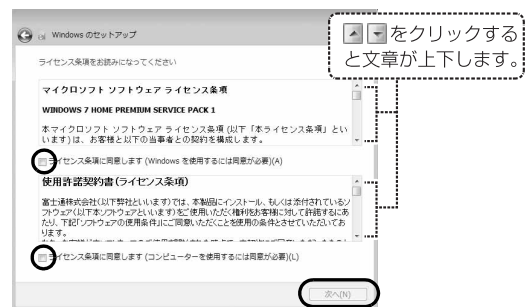 Windows のセットアップ
▲▼をクリックする
と文章が上下します。
ライセンス条項をお読みになってください
マイクロソフト ソフトウェア ライセンス条項
WINDOWS 7 HOME PREMIUM SERVICE PACK 1
本マイクロソフト ソフトウェア ライセンス条項 (以下「本ライセンス条項」とい
います) は、お客様と以下の当事者との契約を構成します。
ライセンス条項に同意します (Windows を使用するには同意が必要)(A)
使用許諾契約書(ライセンス条項)
富士通株式会社(以下弊社といいます)では、本製品にインストール、もしくは添付されているソ
フトウェア(以下本ソフトウェアといいます)をご使用いただく権利をお客様に対して許諾するにあ
たり、下記「ソフトウェアの使用条件」にご同意いただくことを使用の条件とさせていただいてお
ります。
ライセンス条項に同意します (コンピューターを使用するには同意が必要)(L)
次へ(N)